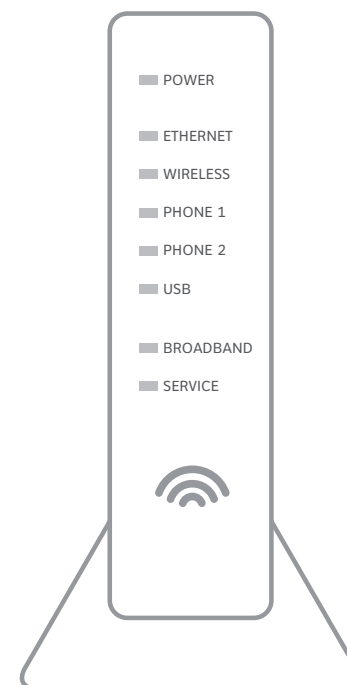 POWER
ETHERNET
WIRELESS
PHONE 1
PHONE 2
USB
BROADBAND
SERVICE